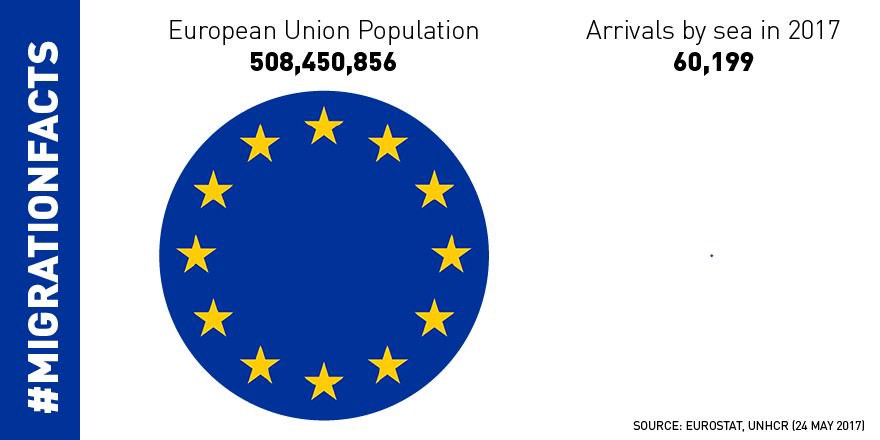 #MIGRATIONFACTS
European Union Population
508,450,856
Arrivals by sea in 2017
60,199
SOURCE: EUROSTAT, UNHCR (24 MAY 2017)